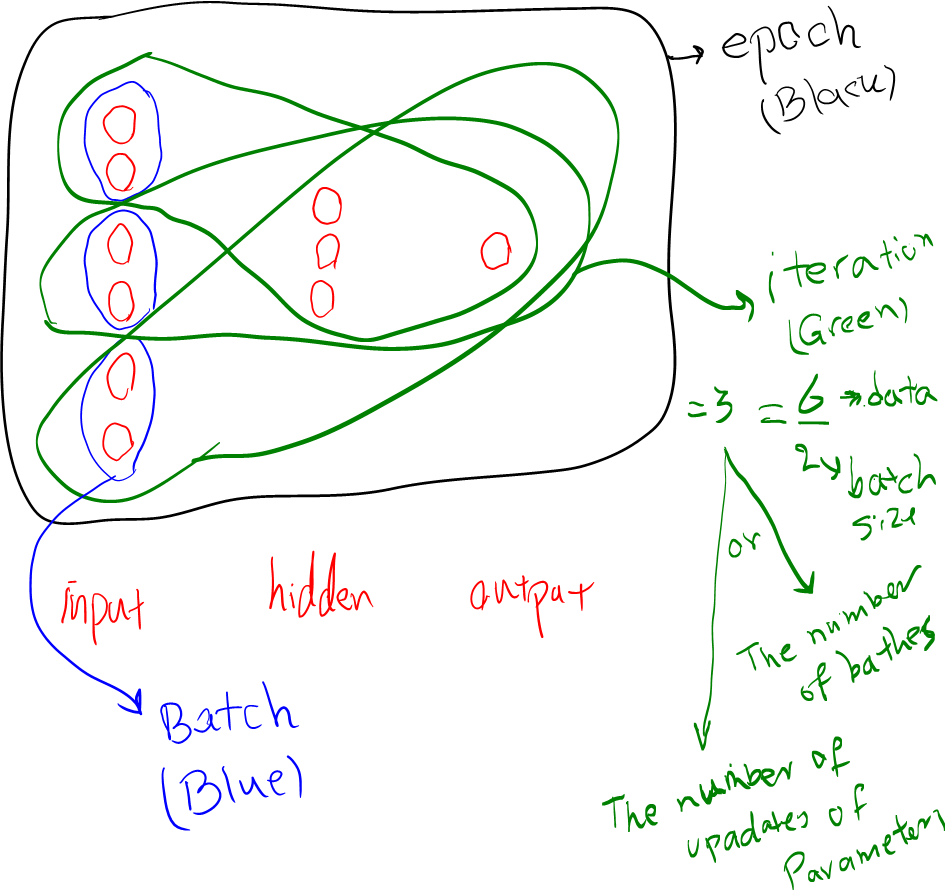 epoch
(Black)
iteration
(Green)
= 3 = 6 → data
2 → batch
size
or
The number
of bathes
The number of
upadates of
Parameters
input hidden output
Batch
(Blue)